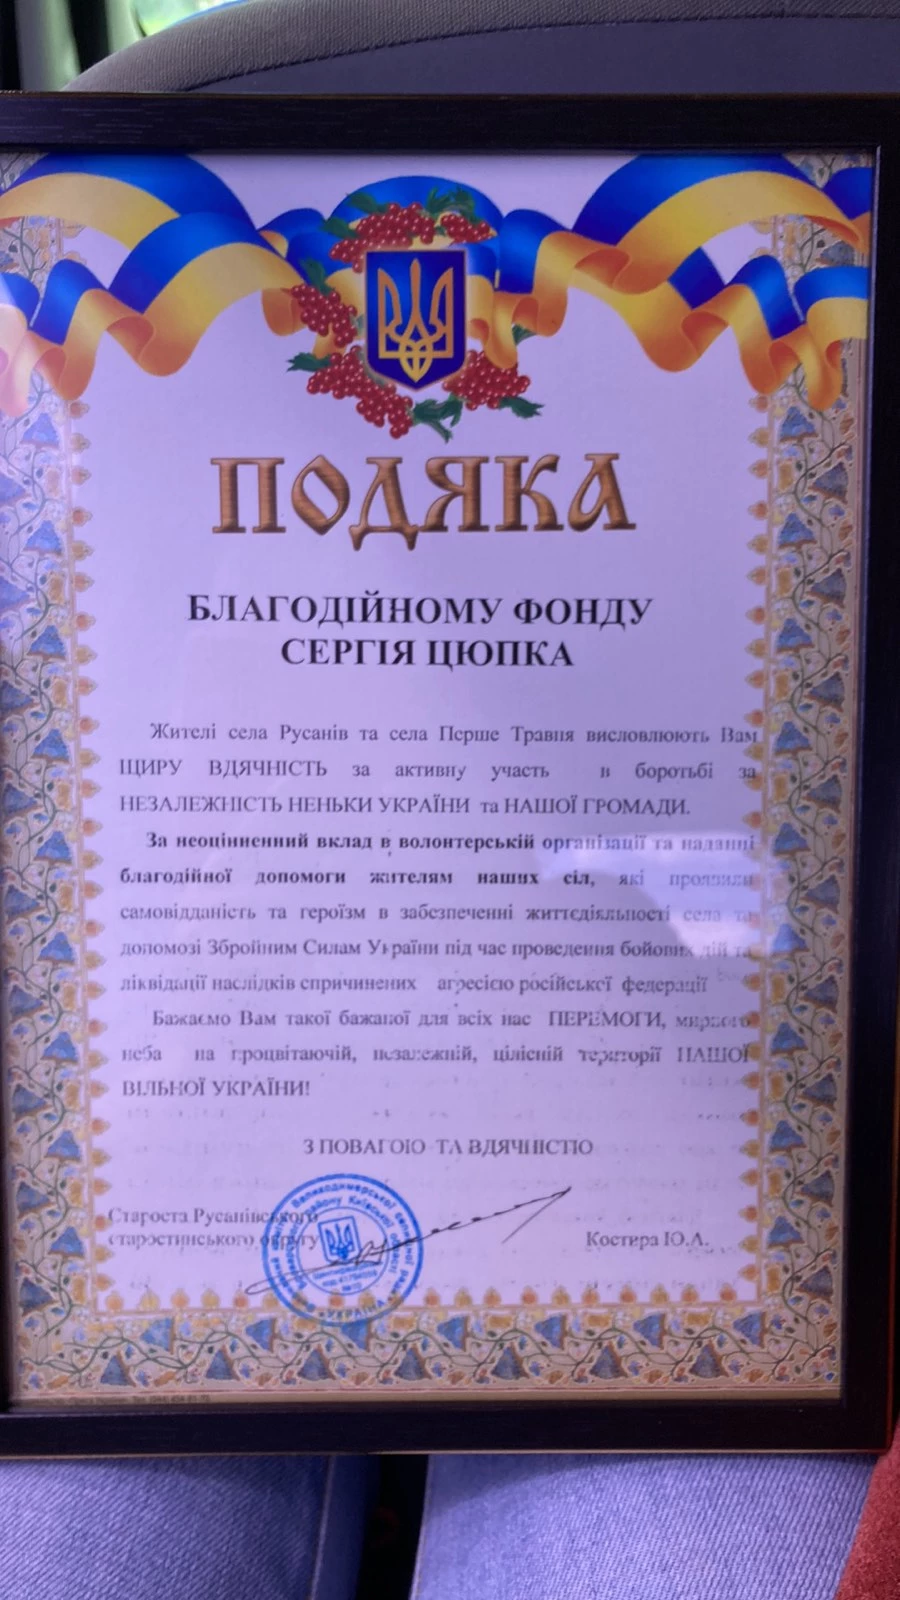 ПОДЯКА
БЛАГОДІЙНОМУ ФОНДУ
СЕРГІЯ ЦЮПКА
Жителі села Русанів та села Перше Травня висловлюють Вам
ЩИРУ ВДЯЧНІСТЬ за активну участь в боротьбі за
НЕЗАЛЕЖНІСТЬ НЕНЬКИ УКРАЇНИ та НАШОЇ ГРОМАДИ.
За неоцінненний вклад в волонтерській організації та наданні
благодійної допомоги жителям наших сіл, які проявили
самовідданість та героїзм в забезпеченні життєдіяльності села та
допомозі Збройним Силам України під час проведення бойових дій та
ліквідації наслідків спричинених агресією російської федерації
Бажаємо Вам такої бажаної для всіх нас ПЕРЕМОГИ, мирного
неба на процвітаючій, незалежній, цілісній території НАШОЇ
ВІЛЬНОЇ УКРАЇНИ!
З ПОВАГОЮ ТА ВДЯЧНІСТЮ
Староста Русанівського
старостинського округу
Костера Ю.А.
УКРАЇНА